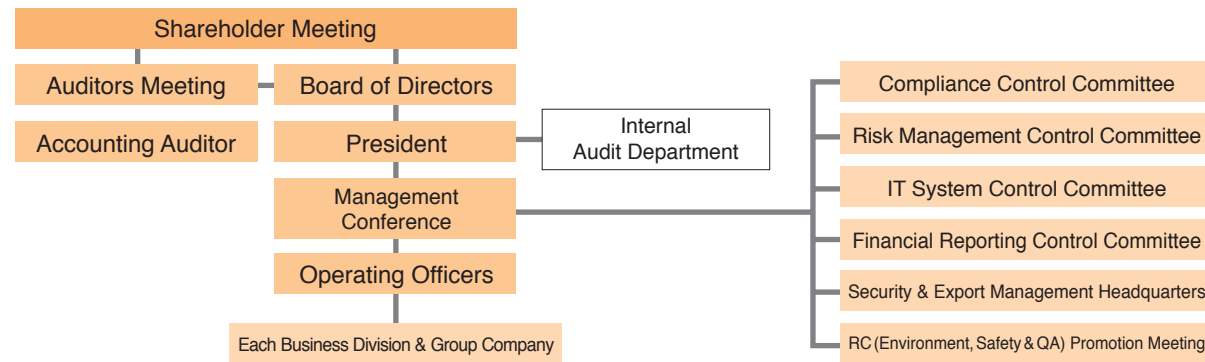 Shareholder Meeting
Auditors Meeting
Board of Directors
Accounting Auditor
President
Internal
Audit Department
Management
Conference
Operating Officers
Each Business Division & Group Company
Compliance Control Committee
Risk Management Control Committee
IT System Control Committee
Financial Reporting Control Committee
Security & Export Management Headquarters
RC (Environment, Safety & QA) Promotion Meeting